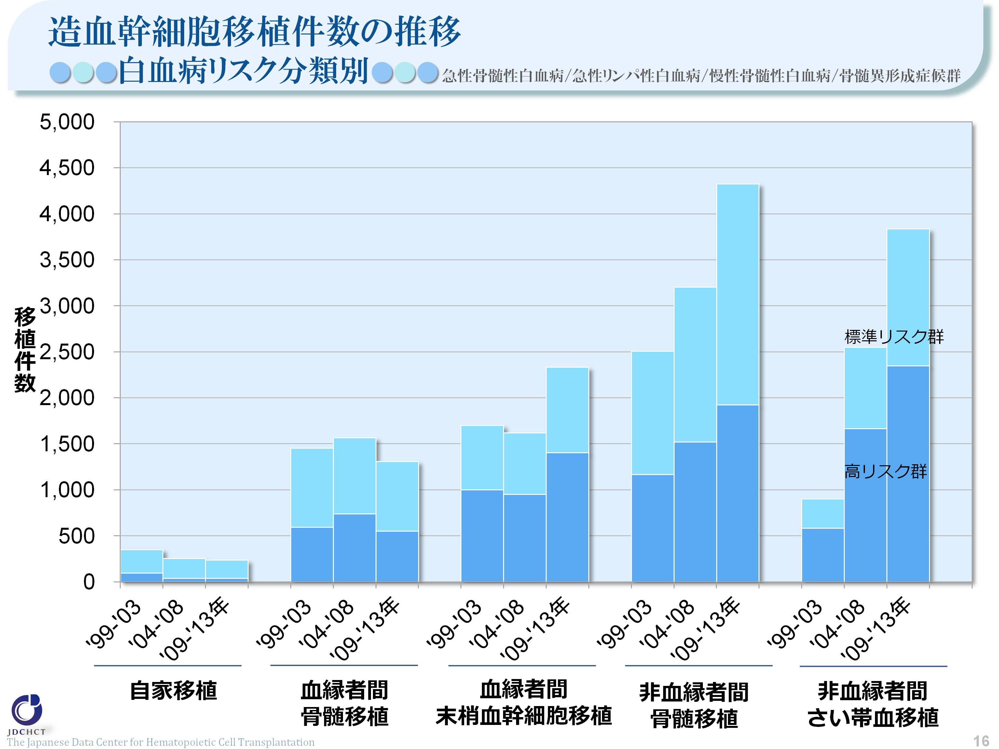 造血幹細胞移植件数の推移
白血病リスク分類別 急性骨髄性白血病/急性リンパ性白血病/慢性骨髄性白血病/骨髄異形成症候群
5,000
4,500
4,000
3,500
3,000
2,500
2,000
1,500
1,000
500
0
移植件数
標準リスク群
高リスク群
'99-'03
'04-'08
'09-'13年
'99-'03
'04-'08
'09-'13年
'99-'03
'04-'08
'09-'13年
'99-'03
'04-'08
'09-'13年
'99-'03
'04-'08
'09-'13年
自家移植
血縁者間
骨髄移植
血縁者間
末梢血幹細胞移植
非血縁者間
骨髄移植
非血縁者間
さい帯血移植
JDCHCT
The Japanese Data Center for Hematopoietic Cell Transplantation
16